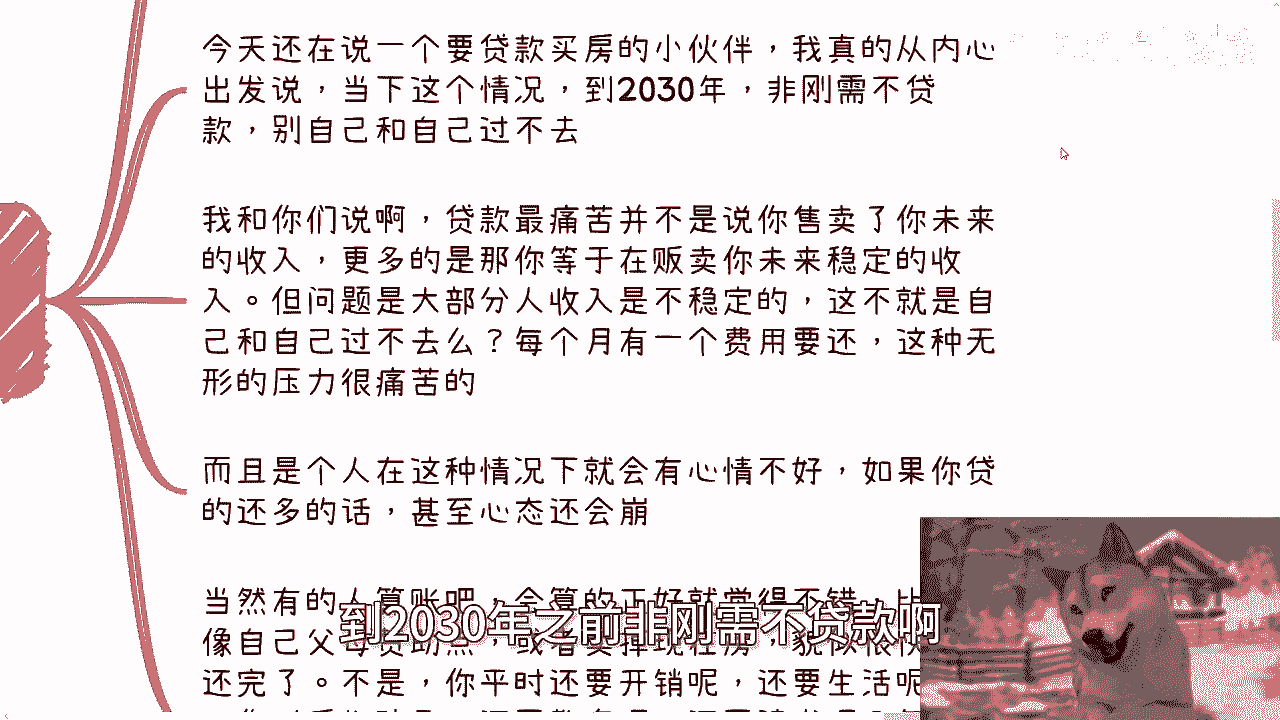 今天还在说一个要贷款买房的小伙伴，我真的从内心
出发说，当下这个情况，到2030年，非刚需不贷
款，别自己和自己过不去
我和你们说啊，贷款最痛苦并不是说你售卖了你未来
的收入，更多的是那你等于在贩卖你未来稳定的收
入。但问题是大部分人收入是不稳定的，这不就是自
己和自己过不去么？每个月有一个费用要还，这种无
形的压力很痛苦的
而且是个人在这种情况下就会有心情不好，如果你贷
的还多的话，甚至心态还会崩
当然有的人算账吧，会算的正好就觉得不错，比
到2030年之前非刚需不贷款啊
像自己父母资助点，或者卖掉现在房，貌似很快
还完了。不是，你平时还要开销呢，还要生活呢